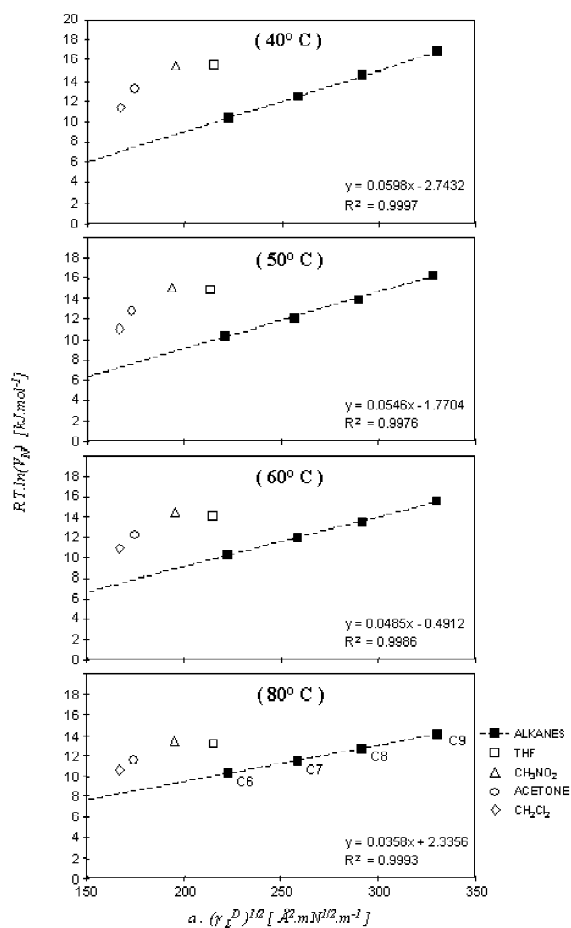 20
18
16
14
12
10
8
6
4
2
0
( 40° C )
y = 0.0598x - 2.7432
R² = 0.9997
18
16
14
12
10
8
6
4
2
0
( 50° C )
y = 0.0546x - 1.7704
R² = 0.9976
RT.ln(V_N) [kJ.mol⁻¹]
18
16
14
12
10
8
6
4
2
0
( 60° C )
y = 0.0485x - 0.4912
R² = 0.9986
18
16
14
12
10
8
6
4
2
0
( 80° C )
C6
C7
C8
C9
y = 0.0358x + 2.3356
R² = 0.9993
ALKANES
THF
CH₃NO₂
ACETONE
CH₂Cl₂
150 200 250 300 350
a . (γ_L^D)^1/2 [ Å².mN^1/2.m⁻¹]